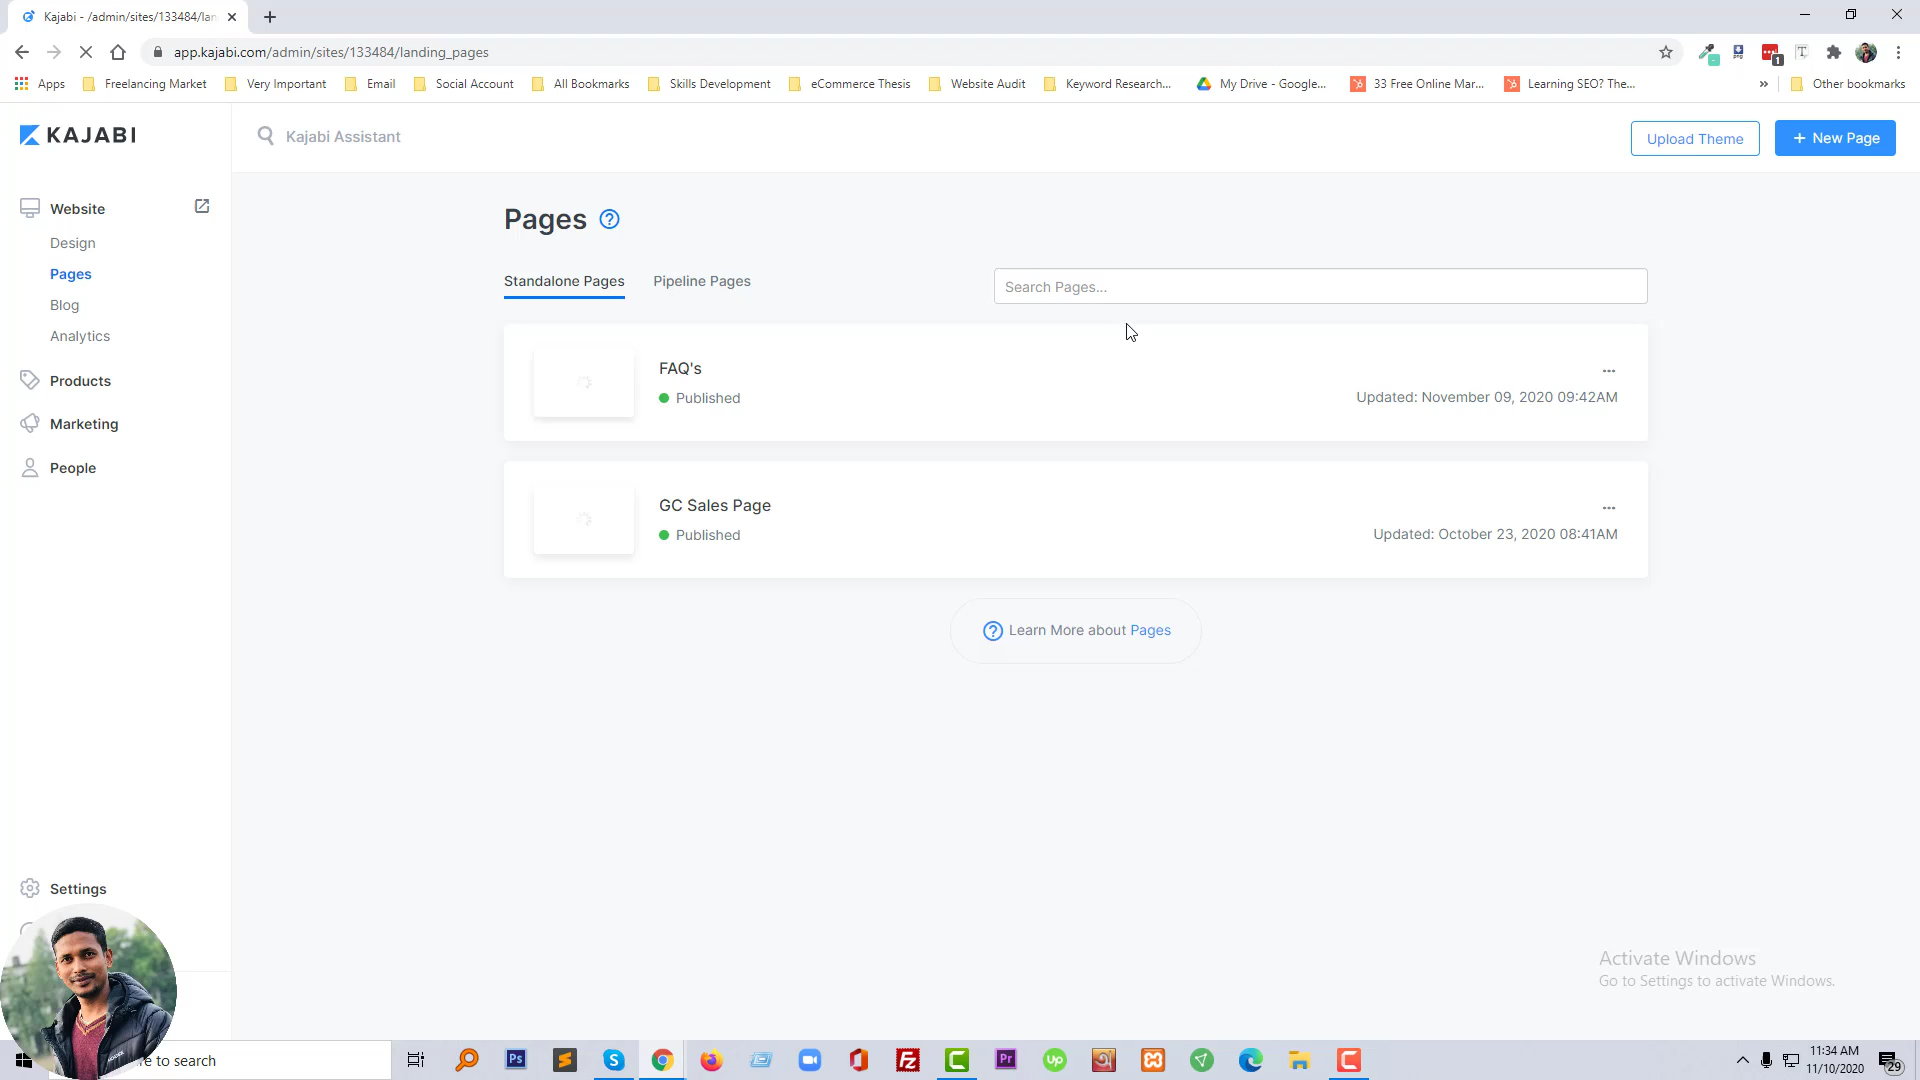 Kajabi - /admin/sites/133484/lan
app.kajabi.com/admin/sites/133484/landing_pages
Apps Freelancing Market Very Important Email Social Account All Bookmarks Skills Development eCommerce Thesis Website Audit Keyword Research... My Drive - Google... 33 Free Online Mar... Learning SEO? The... » Other bookmarks
KAJABI
Kajabi Assistant
Upload Theme
+ New Page
Website
Design
Pages
Blog
Analytics
Products
Marketing
People
Settings
Pages
Standalone Pages Pipeline Pages
Search Pages...
FAQ's
Published
Updated: November 09, 2020 09:42AM
GC Sales Page
Published
Updated: October 23, 2020 08:41AM
Learn More about Pages
Activate Windows
Go to Settings to activate Windows.
re to search
Ps
Pr
up
11:34 AM
11/10/2020
29